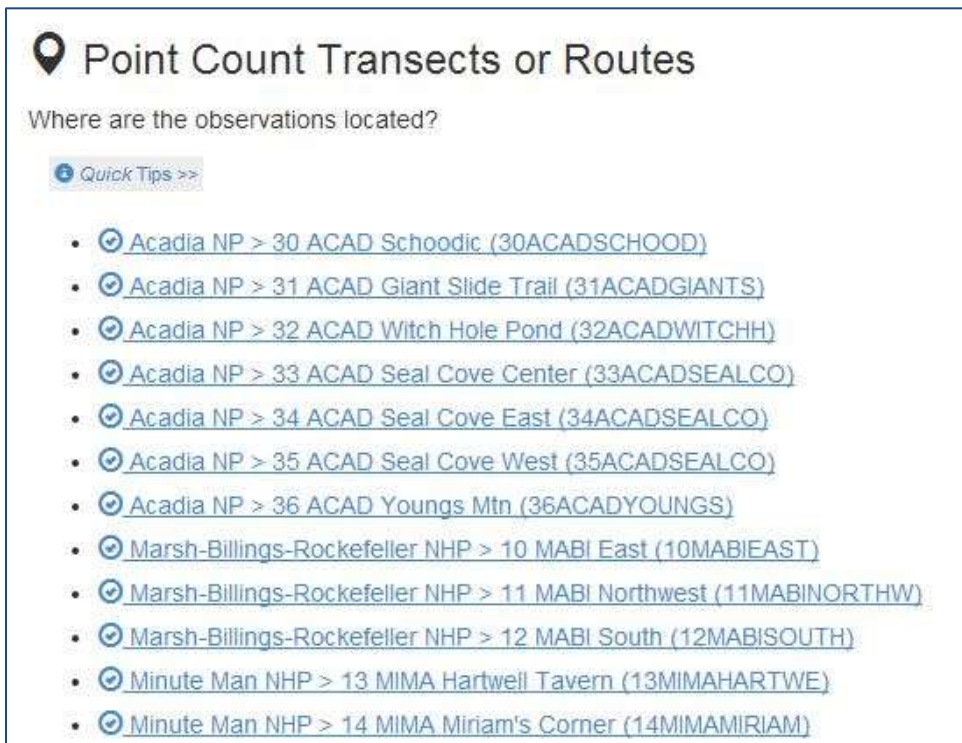 Point Count Transects or Routes
Where are the observations located?
Quick Tips >>
Acadia NP > 30 ACAD Schoodic (30ACADSCHOOD)
Acadia NP > 31 ACAD Giant Slide Trail (31ACADGIANTS)
Acadia NP > 32 ACAD Witch Hole Pond (32ACADWITCHH)
Acadia NP > 33 ACAD Seal Cove Center (33ACADSEALCO)
Acadia NP > 34 ACAD Seal Cove East (34ACADSEALCO)
Acadia NP > 35 ACAD Seal Cove West (35ACADSEALCO)
Acadia NP > 36 ACAD Youngs Mtn (36ACADYOUNGS)
Marsh-Billings-Rockefeller NHP > 10 MABI East (10MABIEAST)
Marsh-Billings-Rockefeller NHP > 11 MABI Northwest (11MABINORTHW)
Marsh-Billings-Rockefeller NHP > 12 MABI South (12MABISOUTH)
Minute Man NHP > 13 MIMA Hartwell Tavern (13MIMAHARTWE)
Minute Man NHP > 14 MIMA Miriam's Corner (14MIMAMIRIAM)